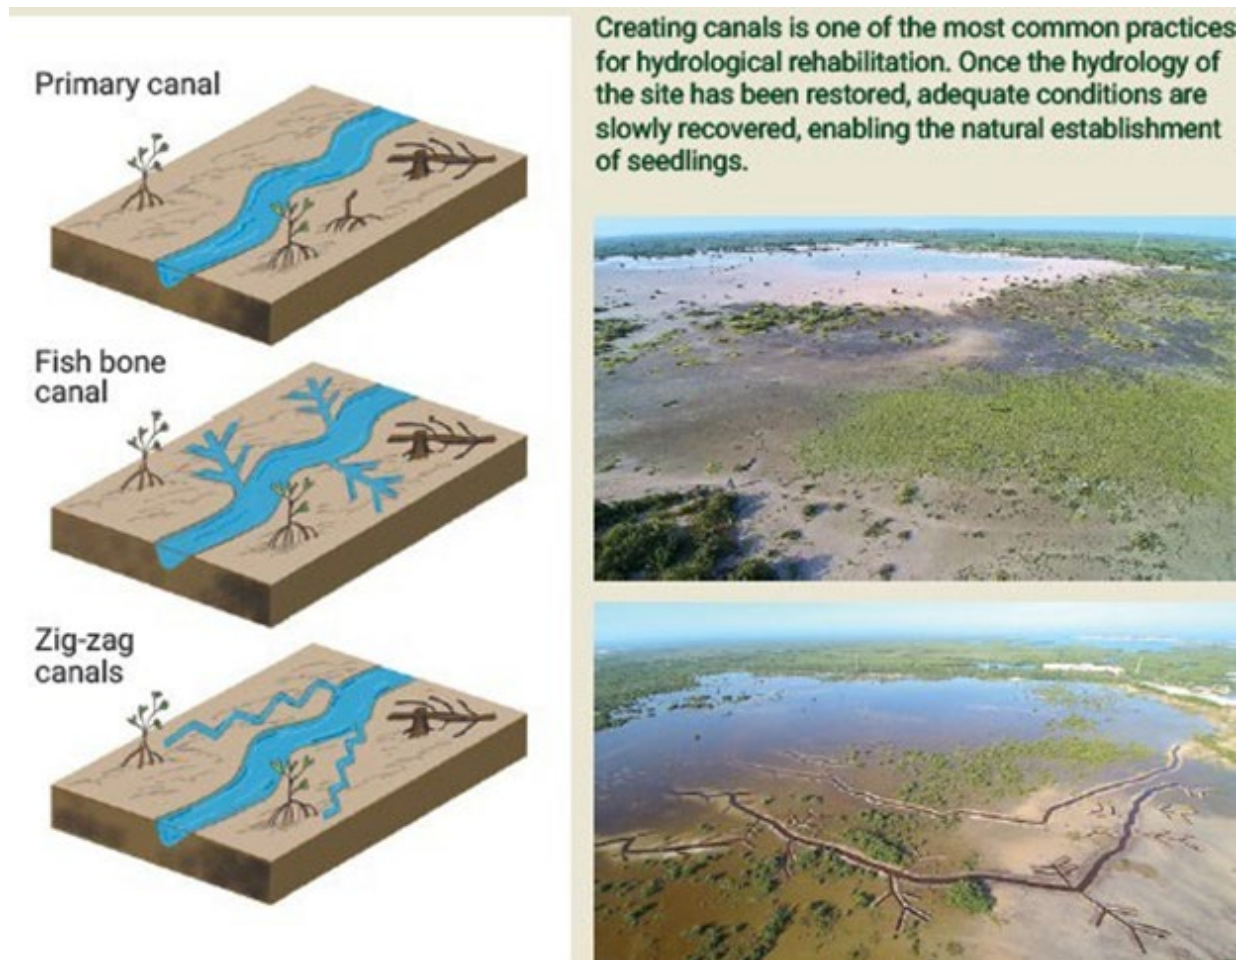 Primary canal
Fish bone
canal
Zig-zag
canals
Creating canals is one of the most common practices
for hydrological rehabilitation. Once the hydrology of
the site has been restored, adequate conditions are
slowly recovered, enabling the natural establishment
of seedlings.